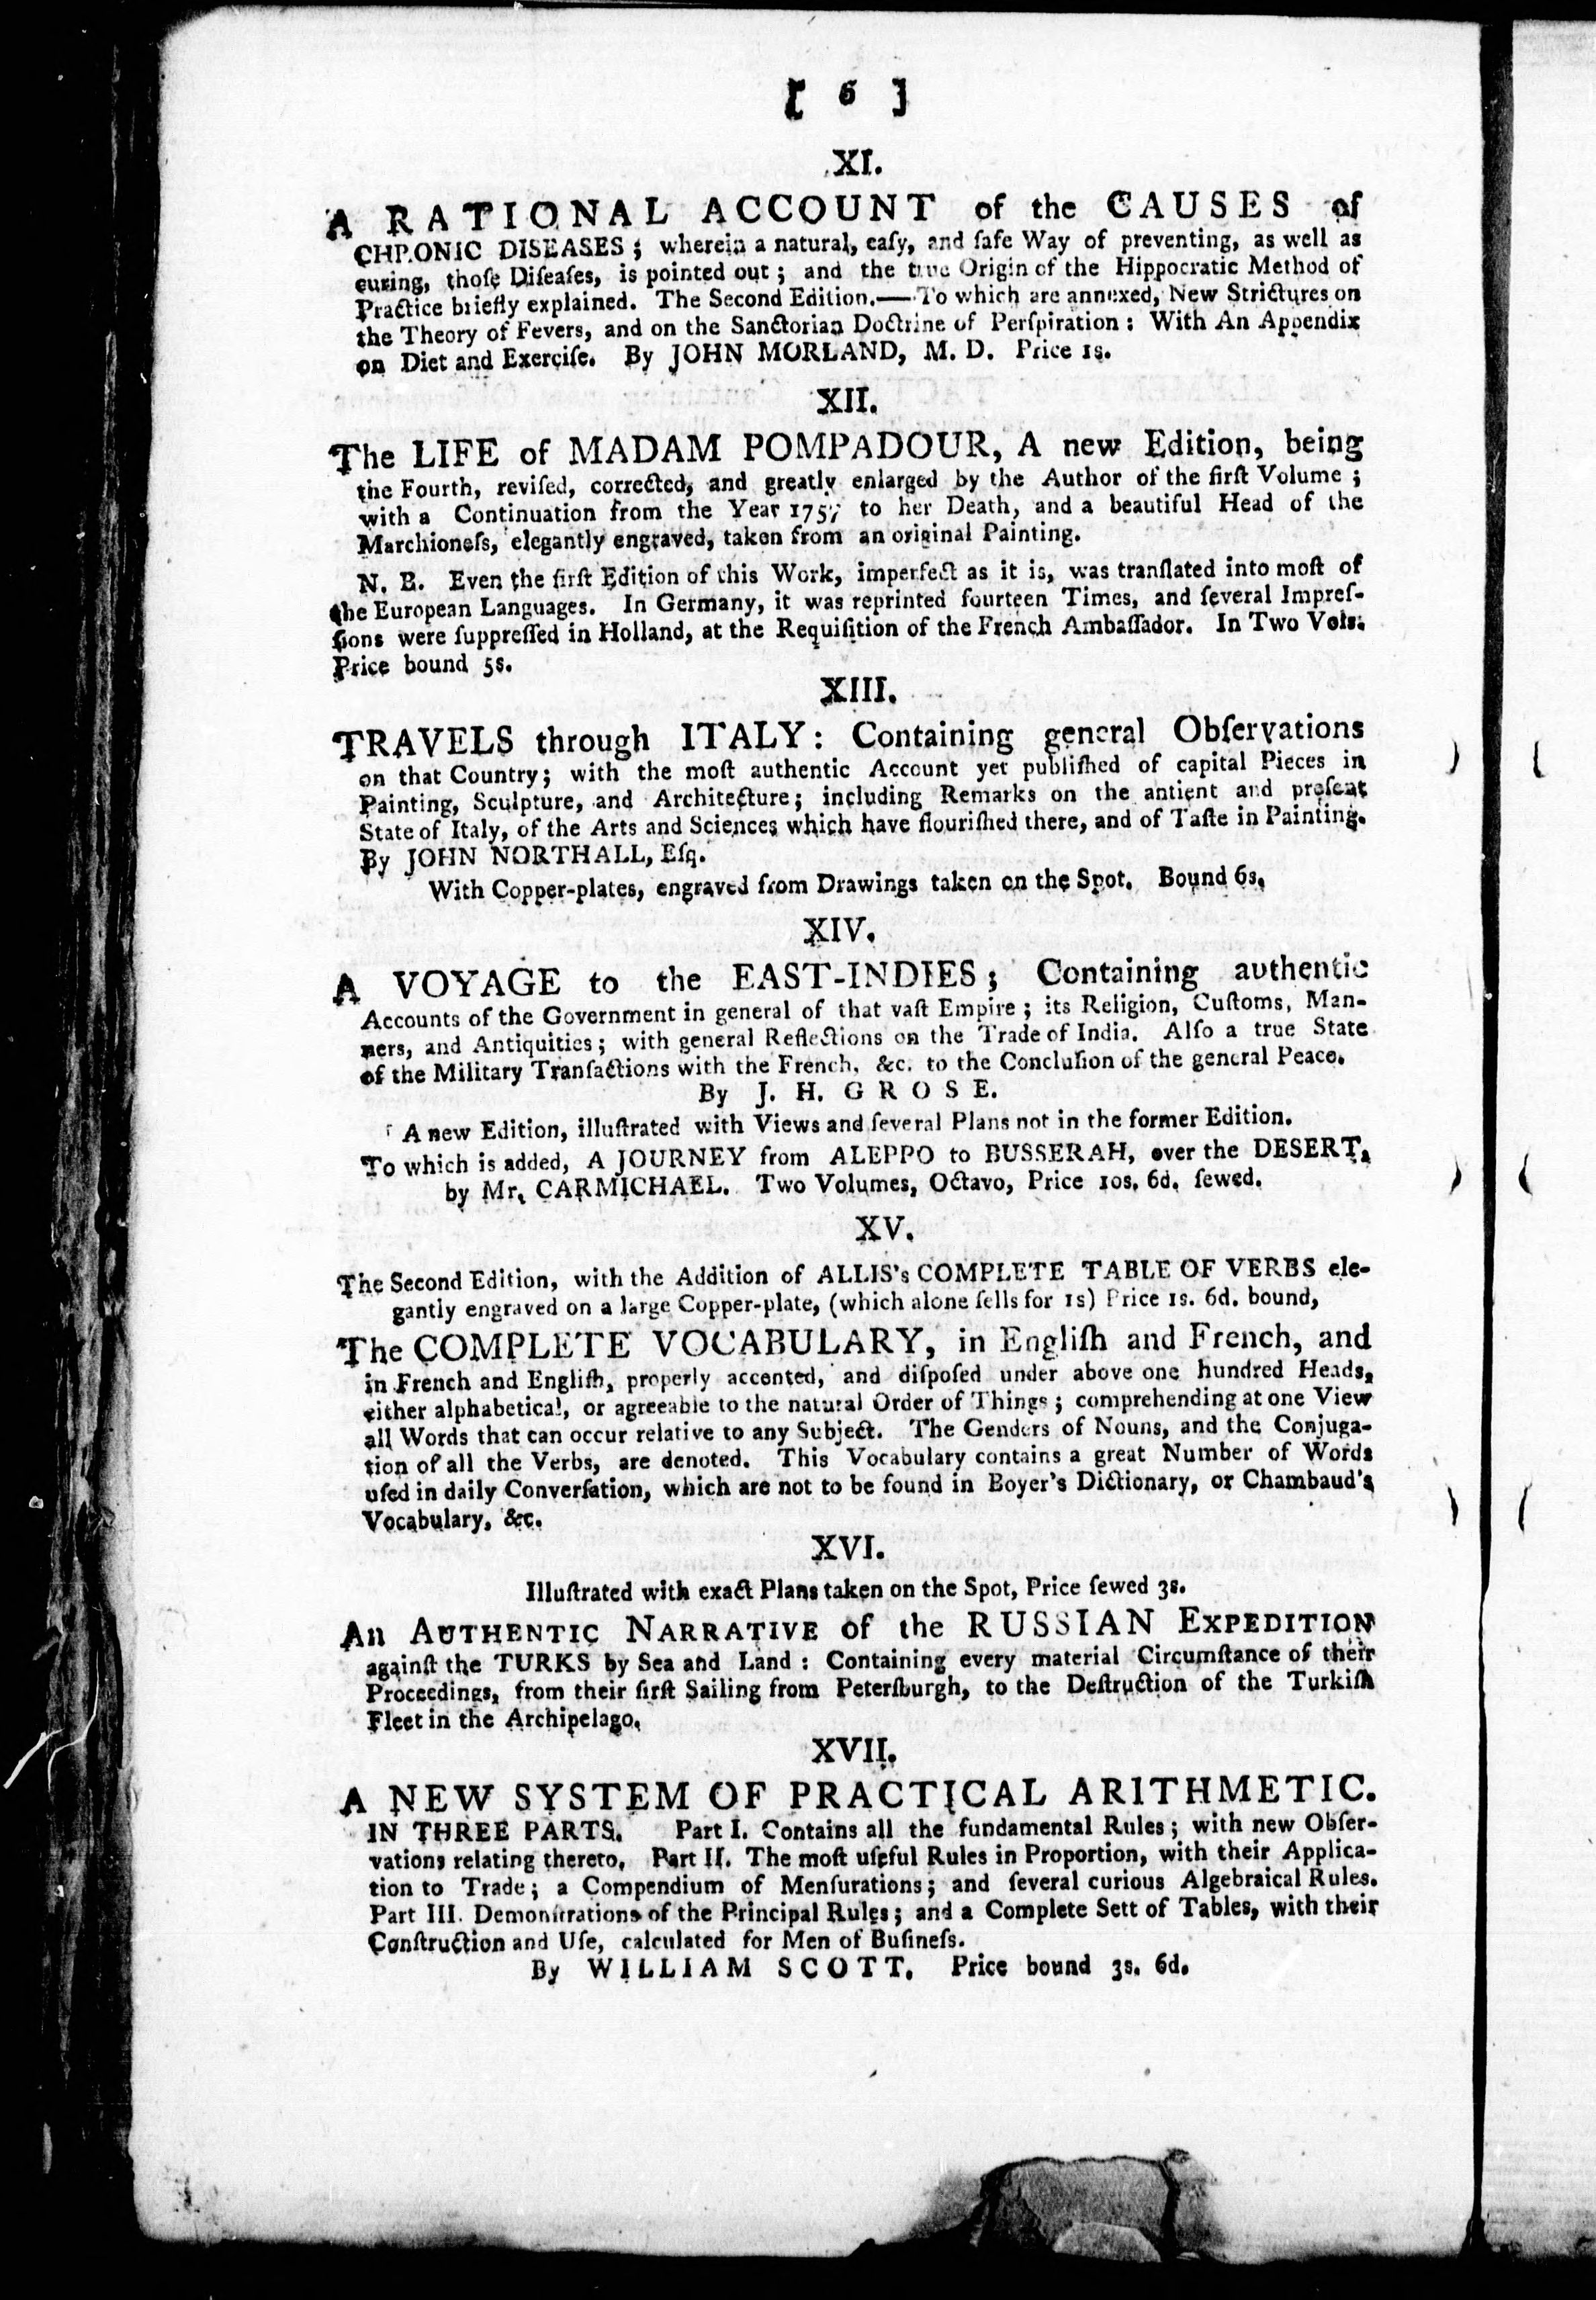 [ 6 ]
XI.
A RATIONAL ACCOUNT of the CAUSES of
CHRONIC DISEASES; wherein a natural, eaſy, and ſafe Way of preventing, as well as
curing, thoſe Diſeaſes, is pointed out; and the true Origin of the Hippocratic Method of
Practice briefly explained. The Second Edition.—To which are annexed, New Strictures on
the Theory of Fevers, and on the Sanctorian Doctrine of Perſpiration: With An Appendix
on Diet and Exerciſe. By JOHN MORLAND, M. D. Price 1s.
XII.
The LIFE of MADAM POMPADOUR, A new Edition, being
the Fourth, reviſed, corrected, and greatly enlarged by the Author of the firſt Volume;
with a Continuation from the Year 1757 to her Death, and a beautiful Head of the
Marchioneſs, elegantly engraved, taken from an original Painting.
N. B. Even the firſt Edition of this Work, imperfect as it is, was tranſlated into moſt of
the European Languages. In Germany, it was reprinted fourteen Times, and ſeveral Impreſ-
ſions were ſuppreſſed in Holland, at the Requiſition of the French Ambaſſador. In Two Vols.
Price bound 5s.
XIII.
TRAVELS through ITALY: Containing general Obſervations
on that Country; with the moſt authentic Account yet publiſhed of capital Pieces in
Painting, Sculpture, and Architecture; including Remarks on the antient and preſent
State of Italy, of the Arts and Sciences which have flouriſhed there, and of Taſte in Painting.
By JOHN NORTHALL, Eſq.
With Copper-plates, engraved from Drawings taken on the Spot. Bound 6s.
XIV.
A VOYAGE to the EAST-INDIES; Containing authentic
Accounts of the Government in general of that vaſt Empire; its Religion, Cuſtoms, Man-
ners, and Antiquities; with general Reflections on the Trade of India. Alſo a true State
of the Military Tranſactions with the French, &c. to the Concluſion of the general Peace.
By J. H. GROSE.
A new Edition, illuſtrated with Views and ſeveral Plans not in the former Edition.
To which is added, A JOURNEY from ALEPPO to BUSSERAH, over the DESERT,
by Mr. CARMICHAEL. Two Volumes, Octavo, Price 10s. 6d. ſewed.
XV.
The Second Edition, with the Addition of ALLIS's COMPLETE TABLE OF VERBS ele-
gantly engraved on a large Copper-plate, (which alone ſells for 1s) Price 1s. 6d. bound,
The COMPLETE VOCABULARY, in Engliſh and French, and
in French and Engliſh, properly accented, and diſpoſed under above one hundred Heads,
either alphabetical, or agreeable to the natural Order of Things; comprehending at one View
all Words that can occur relative to any Subject. The Genders of Nouns, and the Conjuga-
tion of all the Verbs, are denoted. This Vocabulary contains a great Number of Words
uſed in daily Converſation, which are not to be found in Boyer's Dictionary, or Chambaud's
Vocabulary, &c.
XVI.
Illuſtrated with exact Plans taken on the Spot, Price ſewed 3s.
An AUTHENTIC NARRATIVE of the RUSSIAN EXPEDITION
againſt the TURKS by Sea and Land: Containing every material Circumſtance of their
Proceedings, from their firſt Sailing from Peterſburgh, to the Deſtruction of the Turkiſh
Fleet in the Archipelago.
XVII.
A NEW SYSTEM OF PRACTICAL ARITHMETIC.
IN THREE PARTS. Part I. Contains all the fundamental Rules; with new Obſer-
vations relating thereto. Part II. The moſt uſeful Rules in Proportion, with their Applica-
tion to Trade; a Compendium of Menſurations; and ſeveral curious Algebraical Rules.
Part III. Demonſtrations of the Principal Rules; and a Complete Sett of Tables, with their
Conſtruction and Uſe, calculated for Men of Buſineſs.
By WILLIAM SCOTT. Price bound 3s. 6d.